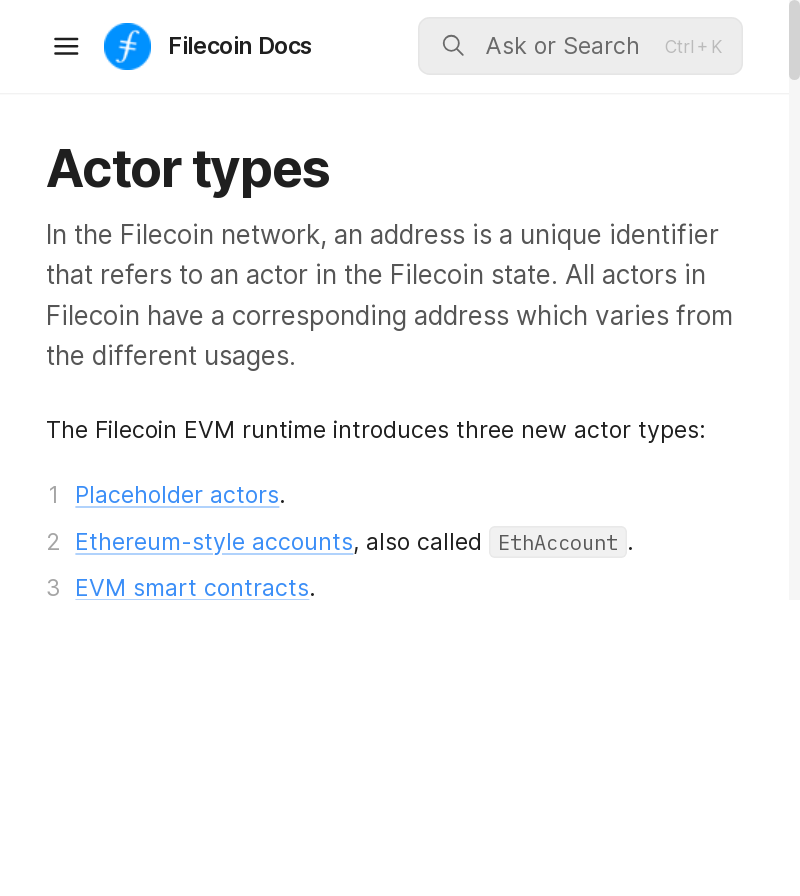 Filecoin Docs
Ask or Search Ctrl + K
Actor types
In the Filecoin network, an address is a unique identifier
that refers to an actor in the Filecoin state. All actors in
Filecoin have a corresponding address which varies from
the different usages.
The Filecoin EVM runtime introduces three new actor types:
1 Placeholder actors.
2 Ethereum-style accounts, also called EthAccount.
3 EVM smart contracts.